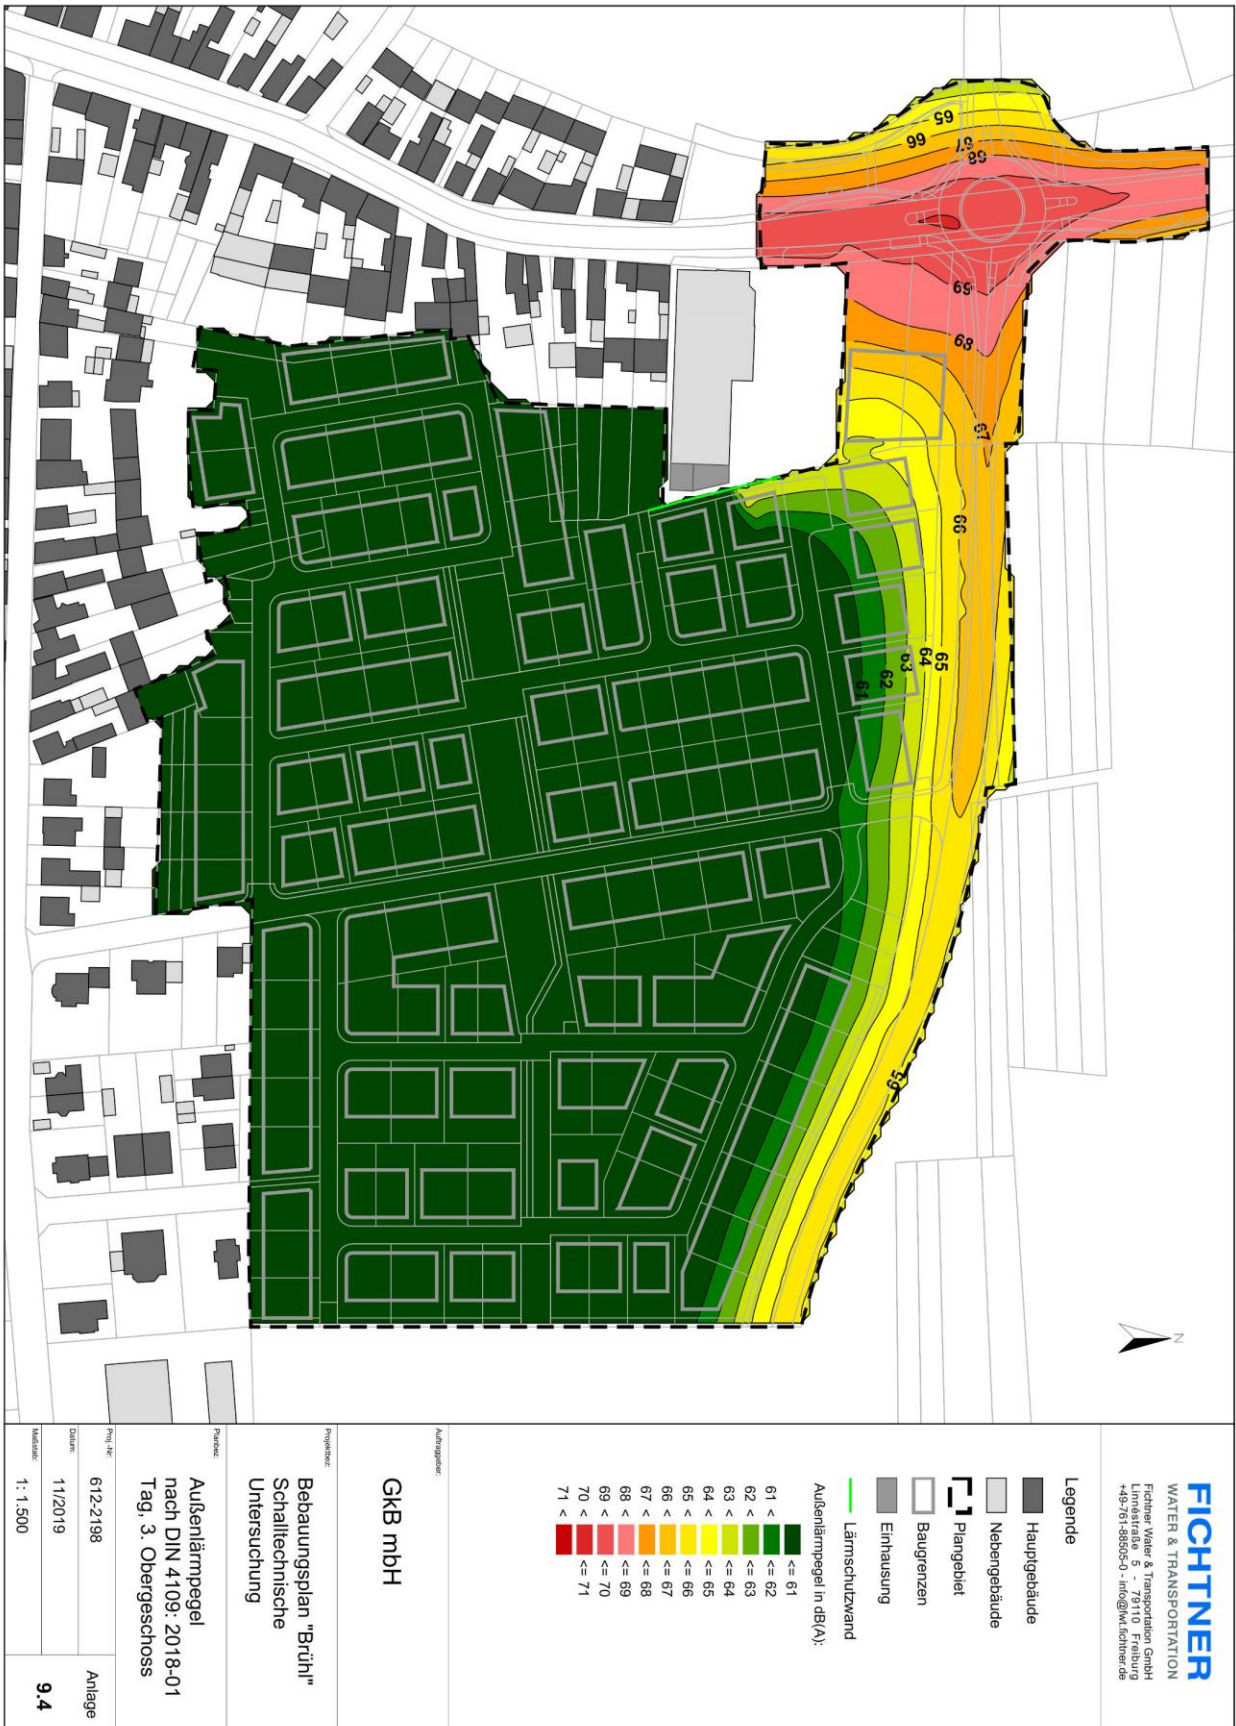 FICHTNER
WATER & TRANSPORTATION
Fichtner Water & Transportation GmbH
Linnéstraße 5 - 79110 Freiburg
+49-761-88505-0 - info@fwt.fichtner.de
Legende
Hauptgebäude
Nebengebäude
Plangebiet
Baugrenzen
Einhausung
Lärmschutzwand
Außenlärmpegel in dB(A):
<= 61
61 < <= 62
62 < <= 63
63 < <= 64
64 < <= 65
65 < <= 66
66 < <= 67
67 < <= 68
68 < <= 69
69 < <= 70
70 < <= 71
71 <
Auftraggeber:
GkB mbH
Projektbez:
Bebauungsplan "Brühl"
Schalltechnische
Untersuchung
Planbez:
Außenlärmpegel
nach DIN 4109: 2018-01
Tag, 3. Obergeschoss
Proj.-Nr:
612-2198
Anlage
Datum:
11/2019
9.4
Maßstab:
1: 1.500
N
65
66
67
68
69
68
67
66
65
64
63
62
61
65